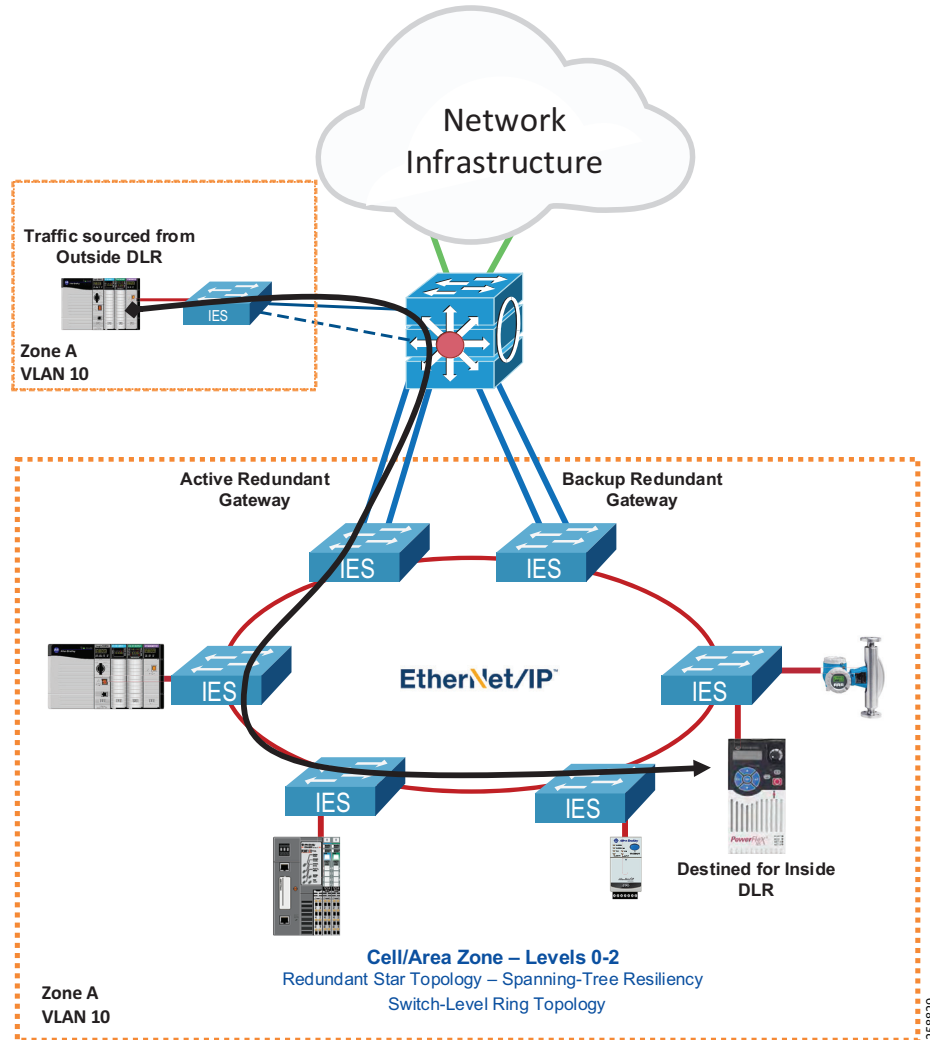 Network
Infrastructure
Traffic sourced from
Outside DLR
IES
Zone A
VLAN 10
Active Redundant
Gateway
Backup Redundant
Gateway
IES
IES
IES
EtherNet/IP™
IES
IES
IES
PowerFlex
Destined for Inside
DLR
Cell/Area Zone – Levels 0-2
Redundant Star Topology – Spanning-Tree Resiliency
Switch-Level Ring Topology
Zone A
VLAN 10